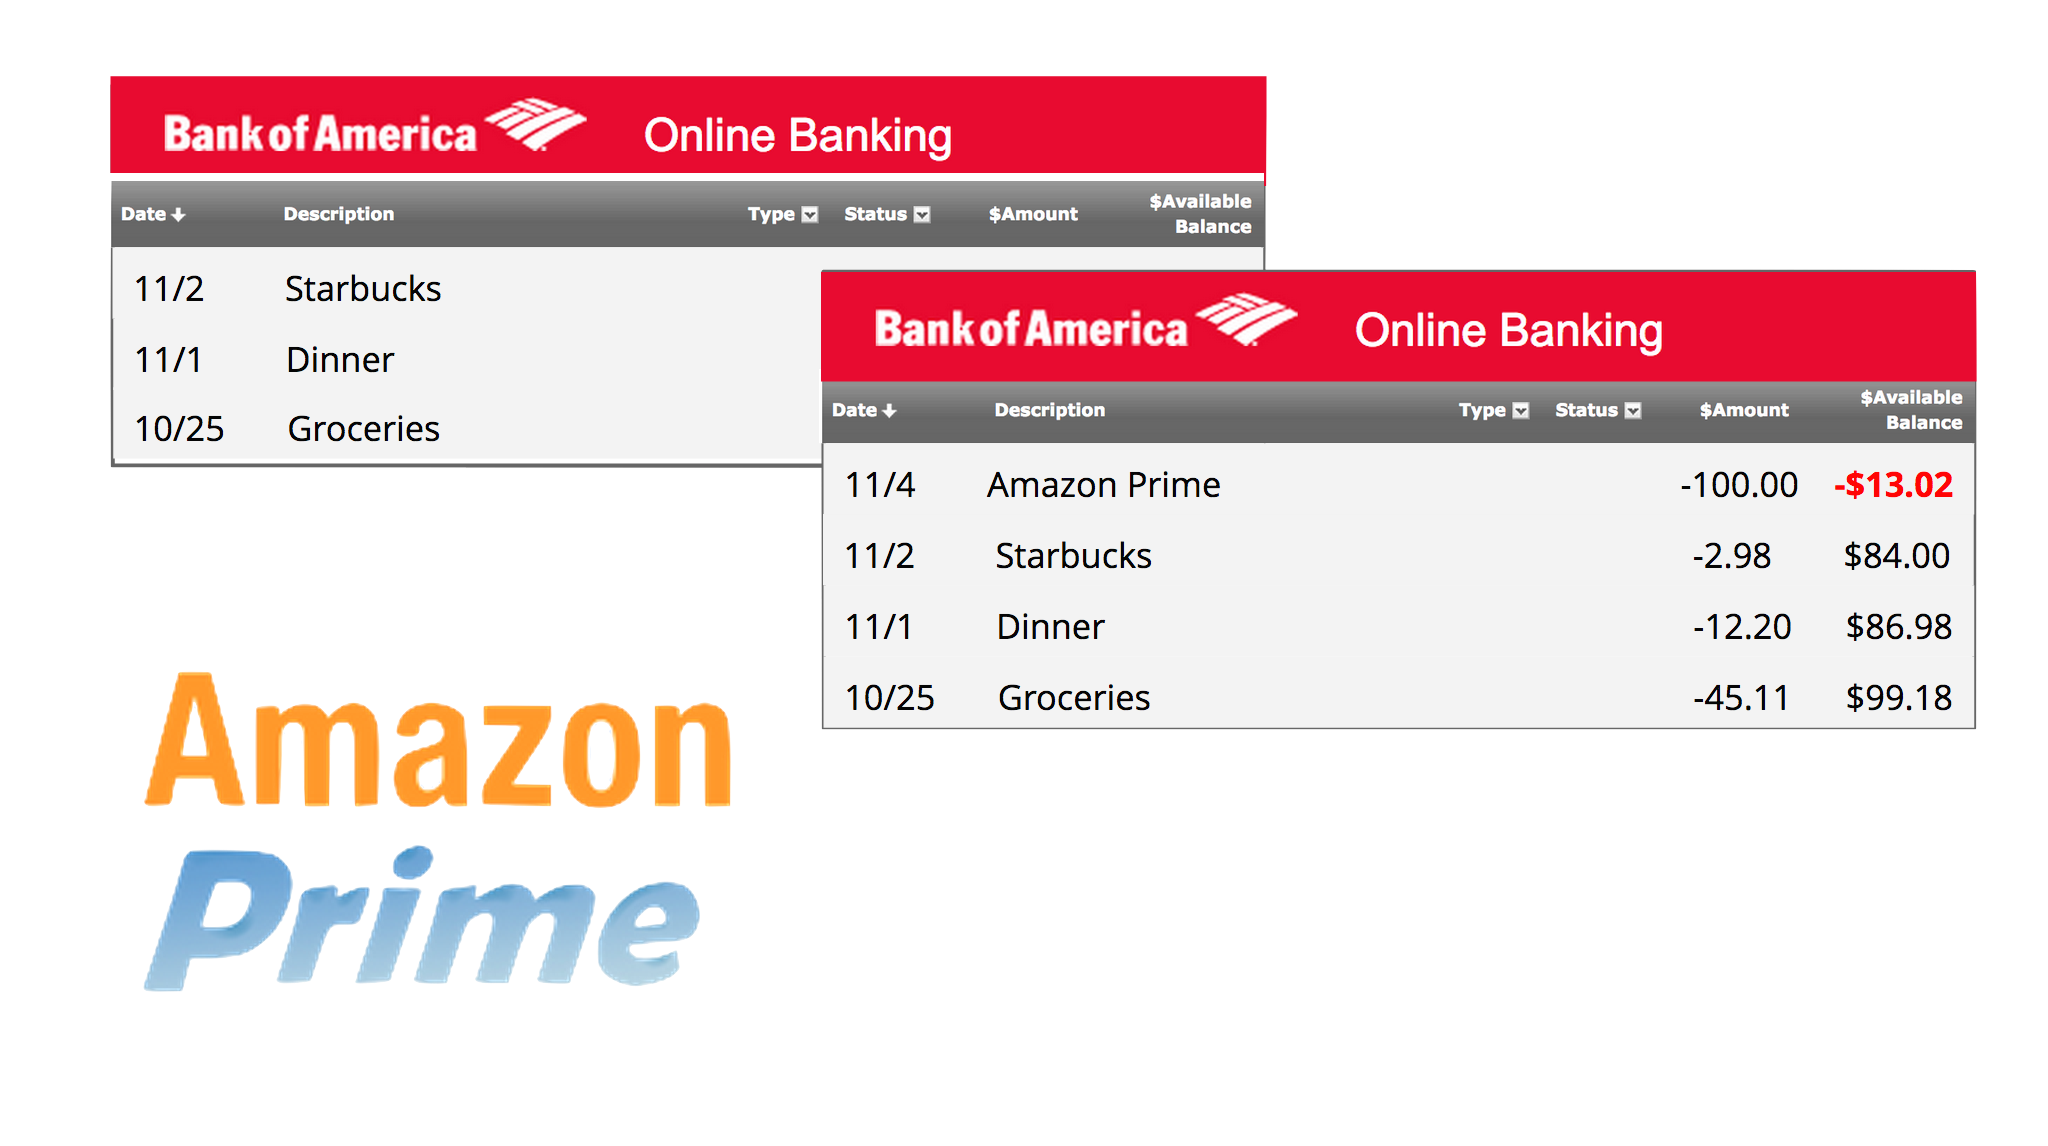 Bank of America Online Banking
Date Description Type Status $Amount $Available Balance
11/2 Starbucks
11/1 Dinner
10/25 Groceries
Bank of America Online Banking
Date Description Type Status $Amount $Available Balance
11/4 Amazon Prime -100.00 -$13.02
11/2 Starbucks -2.98 $84.00
11/1 Dinner -12.20 $86.98
10/25 Groceries -45.11 $99.18
Amazon
Prime